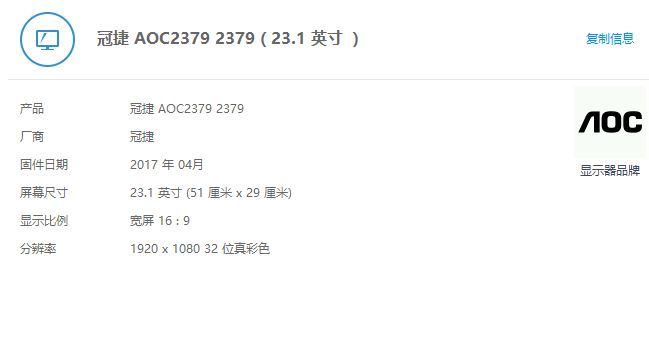 冠捷 AOC2379 2379 ( 23.1 英寸 )
复制信息
产品 冠捷 AOC2379 2379
厂商 冠捷
固件日期 2017 年 04月
屏幕尺寸 23.1 英寸 (51 厘米 x 29 厘米)
显示比例 宽屏 16 : 9
分辨率 1920 x 1080 32 位真彩色
AOC
显示器品牌